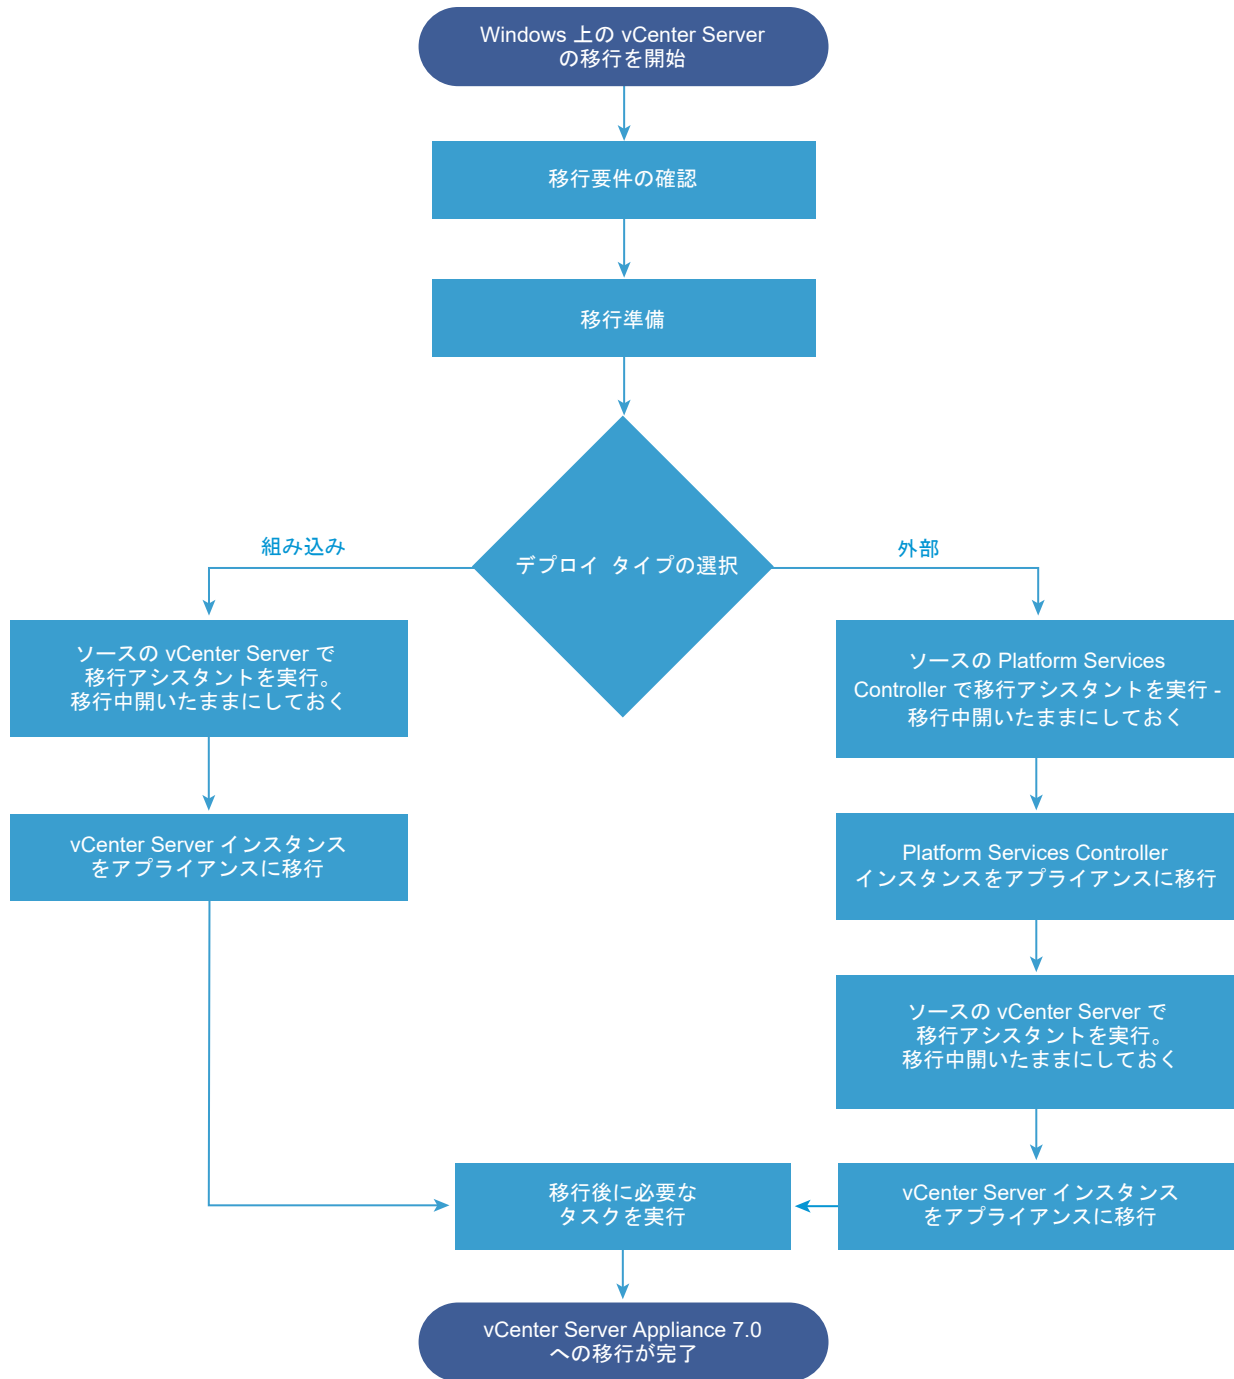 Windows 上の vCenter Server
の移行を開始
移行要件の確認
移行準備
デプロイ タイプの選択
組み込み
外部
ソースの vCenter Server で
移行アシスタントを実行。
移行中開いたままにしておく
vCenter Server インスタンス
をアプライアンスに移行
ソースの Platform Services
Controller で移行アシスタントを実行 -
移行中開いたままにしておく
Platform Services Controller
インスタンスをアプライアンスに移行
ソースの vCenter Server で
移行アシスタントを実行。
移行中開いたままにしておく
vCenter Server インスタンス
をアプライアンスに移行
移行後に必要な
タスクを実行
vCenter Server Appliance 7.0
への移行が完了